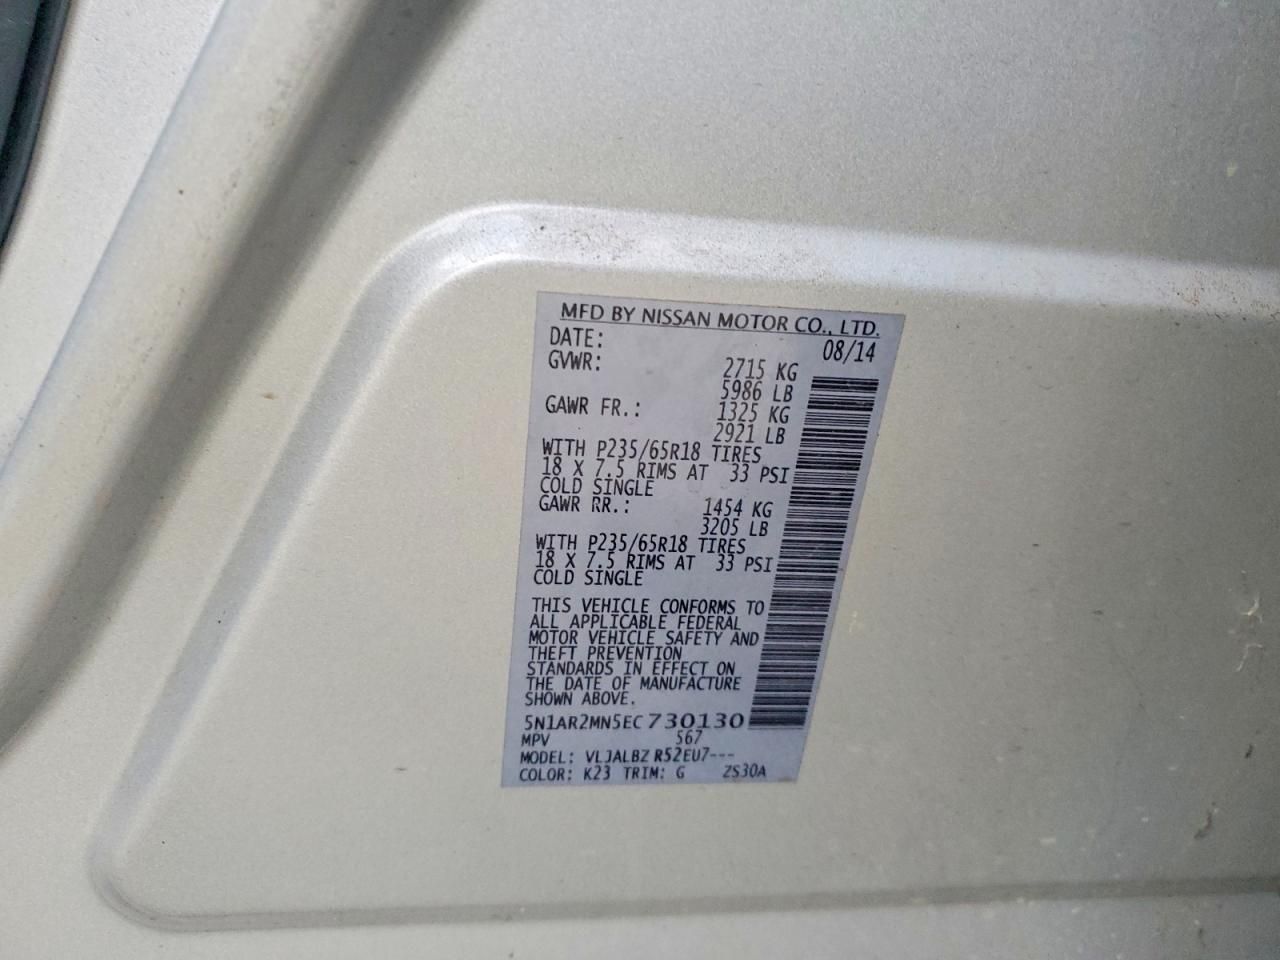 MFD BY NISSAN MOTOR CO., LTD.
DATE: 08/14
GVWR: 2715 KG
5986 LB
GAWR FR.: 1325 KG
2921 LB
WITH P235/65R18 TIRES
18 X 7.5 RIMS AT 33 PSI
COLD SINGLE
GAWR RR.: 1454 KG
3205 LB
WITH P235/65R18 TIRES
18 X 7.5 RIMS AT 33 PSI
COLD SINGLE
THIS VEHICLE CONFORMS TO
ALL APPLICABLE FEDERAL
MOTOR VEHICLE SAFETY AND
THEFT PREVENTION
STANDARDS IN EFFECT ON
THE DATE OF MANUFACTURE
SHOWN ABOVE.
5N1AR2MN5EC730130
MPV 567
MODEL: VLJALBZ R52EU7---
COLOR: K23 TRIM: G ZS30A